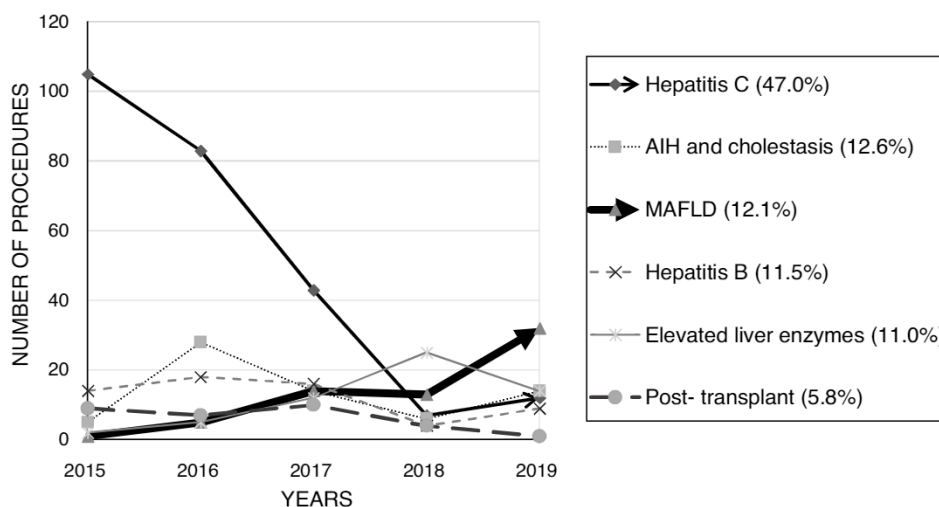 120
100
80
60
40
20
0
NUMBER OF PROCEDURES
2015 2016 2017 2018 2019
YEARS
Hepatitis C (47.0%)
AIH and cholestasis (12.6%)
MAFLD (12.1%)
Hepatitis B (11.5%)
Elevated liver enzymes (11.0%)
Post- transplant (5.8%)